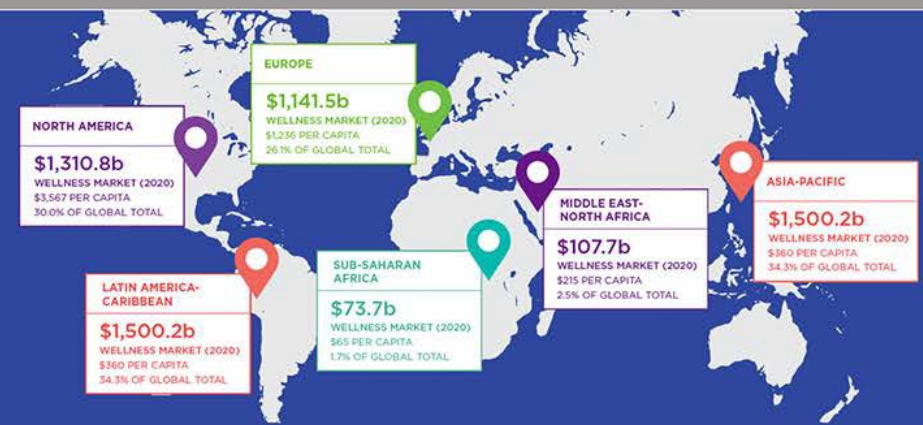 EUROPE
$1,141.5b
WELLNESS MARKET (2020)
$1,236 PER CAPITA
26.1% OF GLOBAL TOTAL
NORTH AMERICA
$1,310.8b
WELLNESS MARKET (2020)
$3,567 PER CAPITA
30.0% OF GLOBAL TOTAL
ASIA-PACIFIC
$1,500.2b
WELLNESS MARKET (2020)
$360 PER CAPITA
34.3% OF GLOBAL TOTAL
MIDDLE EAST-
NORTH AFRICA
$107.7b
WELLNESS MARKET (2020)
$215 PER CAPITA
2.5% OF GLOBAL TOTAL
SUB-SAHARAN
AFRICA
$73.7b
WELLNESS MARKET (2020)
$65 PER CAPITA
1.7% OF GLOBAL TOTAL
LATIN AMERICA-
CARIBBEAN
$1,500.2b
WELLNESS MARKET (2020)
$360 PER CAPITA
34.3% OF GLOBAL TOTAL